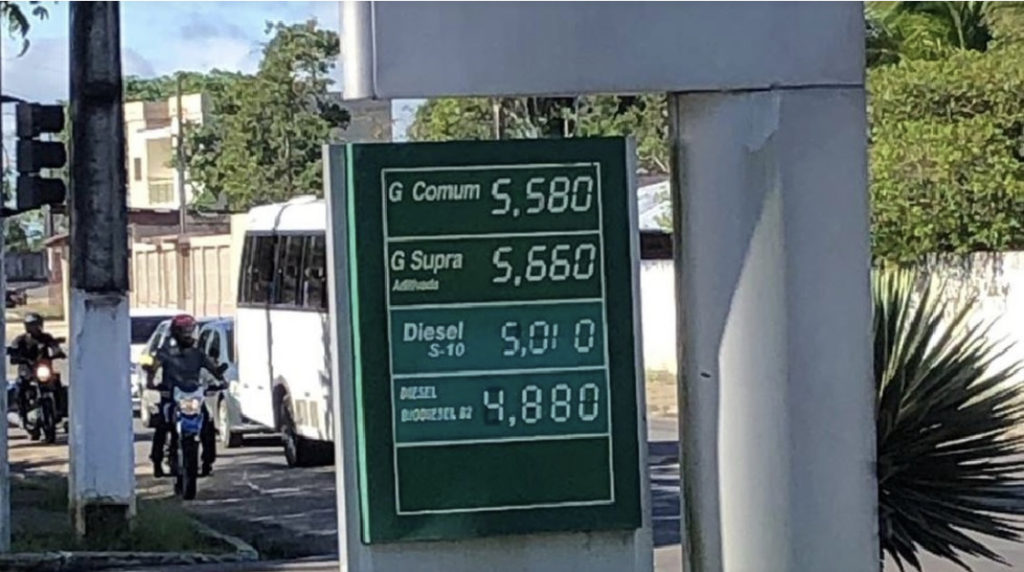 G Comum 5,580
G Supra 5,660
Aditivada
Diesel 5,010
S-10
DIESEL
BIODIESEL B2 4,880